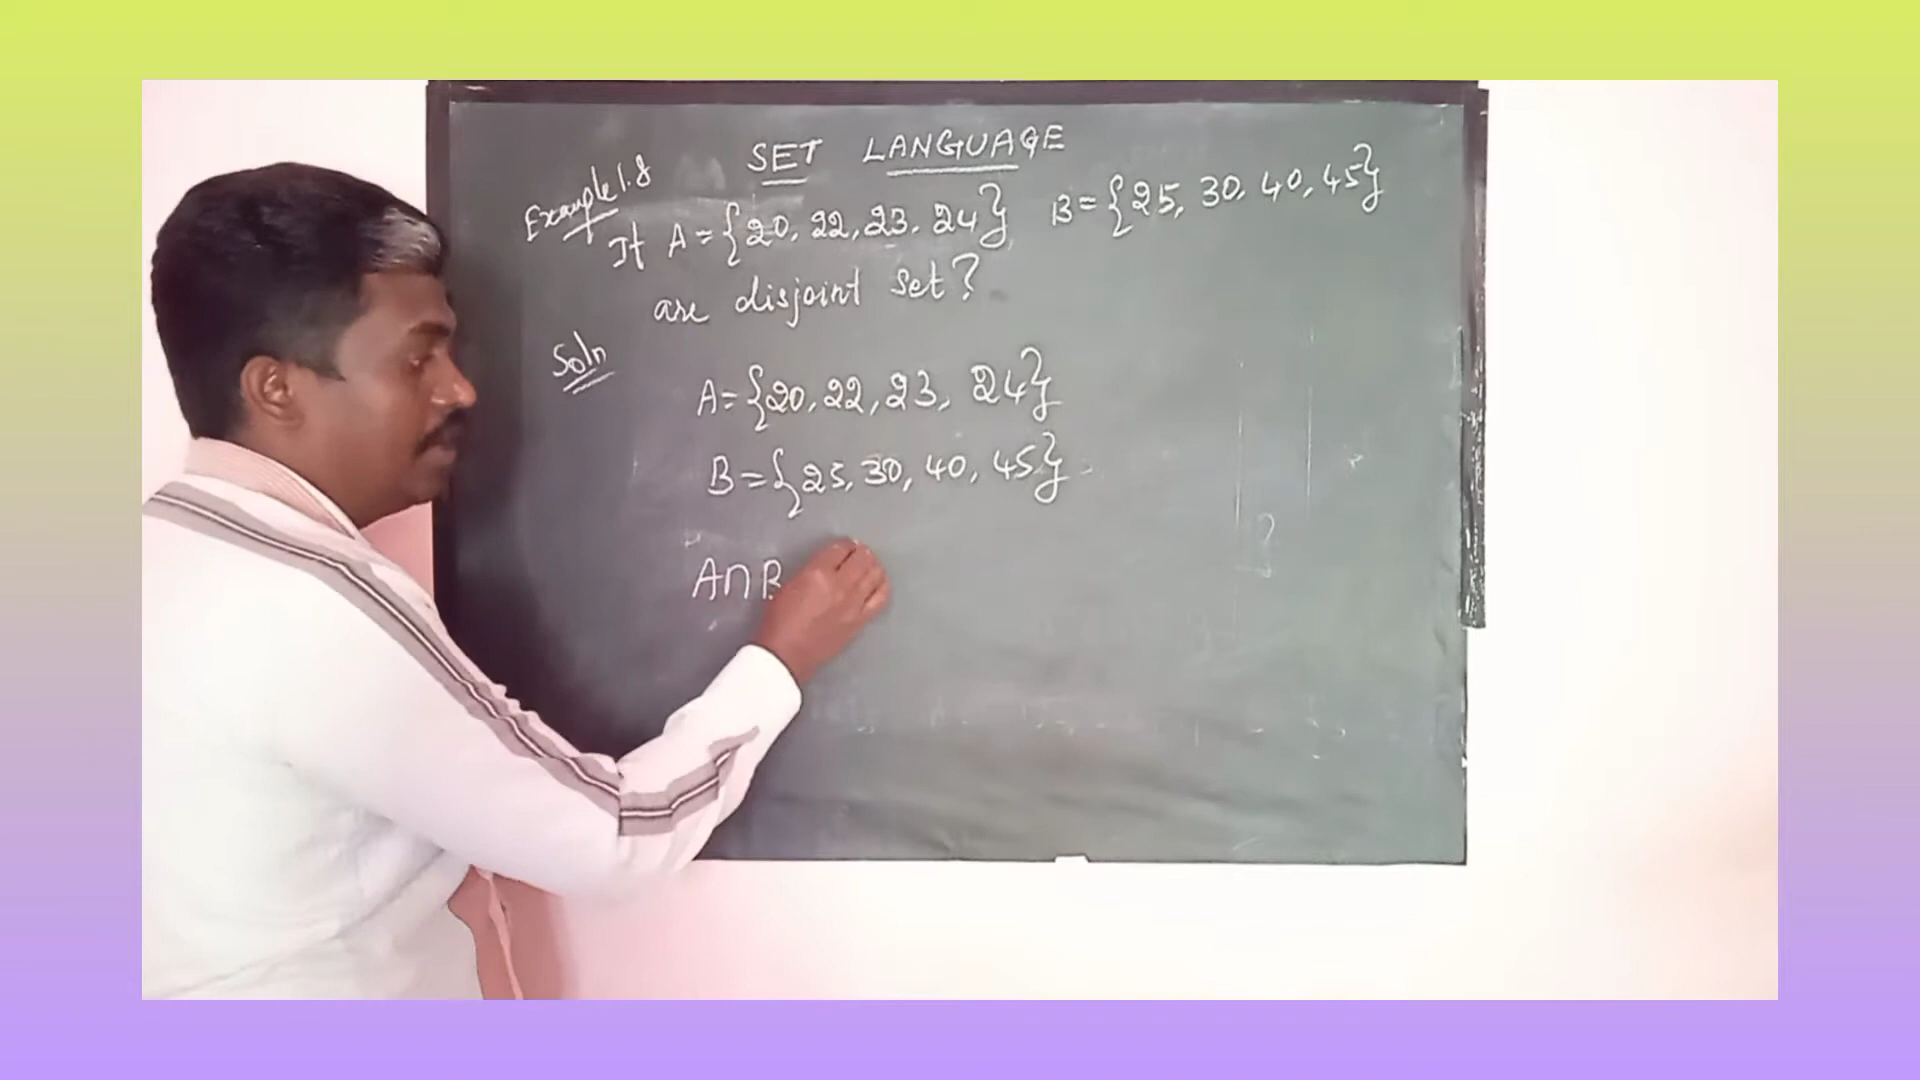 SET LANGUAGE
Example 1.8
If A = {20, 22, 23, 24} B = {25, 30, 40, 45}
are disjoint set?
Soln
A = {20, 22, 23, 24}
B = {25, 30, 40, 45}
A∩B